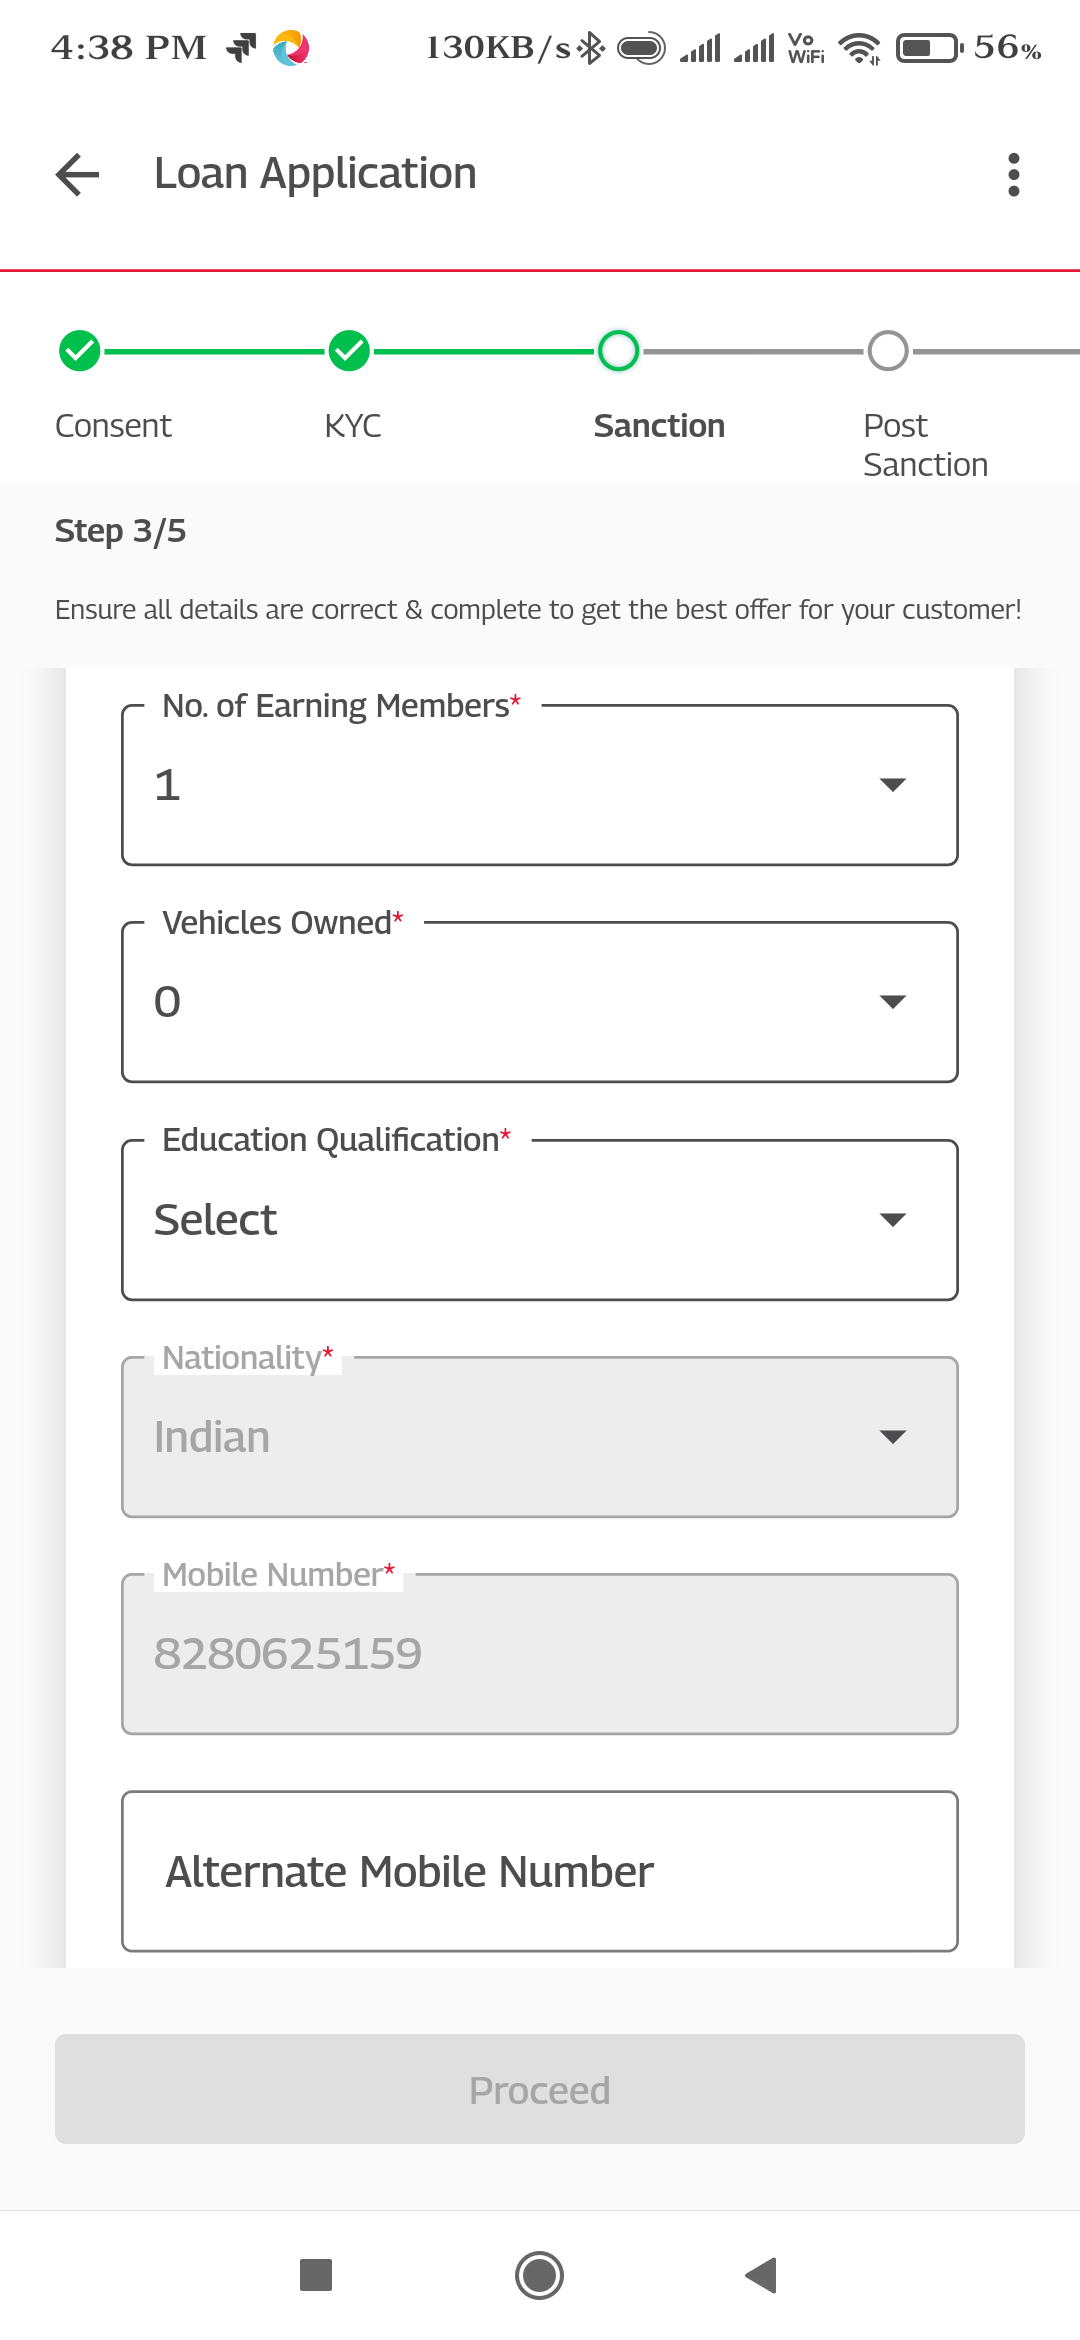 4:38 PM 130KB/s Vo WiFi 56%
Loan Application
Consent KYC Sanction Post Sanction
Step 3/5
Ensure all details are correct & complete to get the best offer for your customer!
No. of Earning Members*
1
Vehicles Owned*
0
Education Qualification*
Select
Nationality*
Indian
Mobile Number*
8280625159
Alternate Mobile Number
Proceed